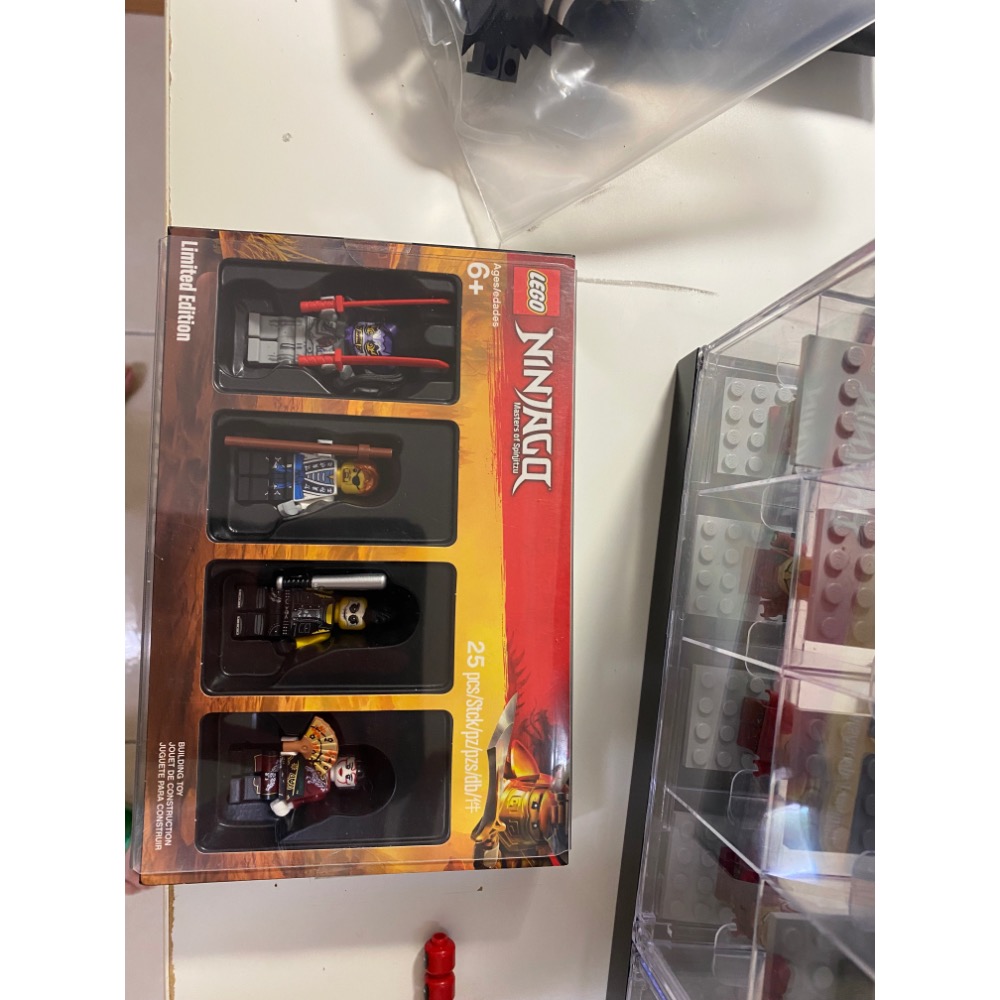 LEGO
NINJAGO
Masters of Spinjitzu
Ages/edades
6+
25 pcs/Stck/pz/pzs/db/个件
Limited Edition
BUILDING TOY
JOUET DE CONSTRUCTION
JUGUETE PARA CONSTRUIR